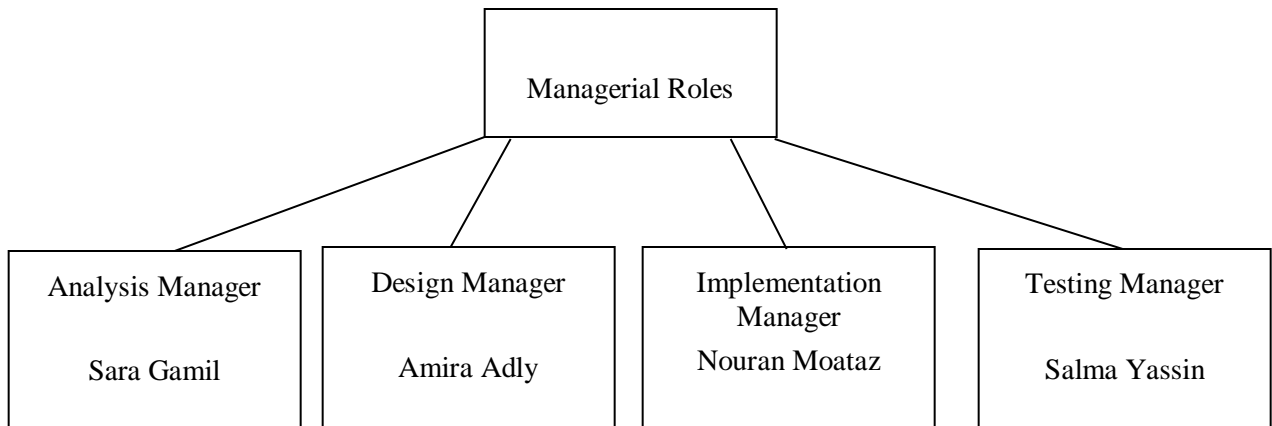 Managerial Roles
Analysis Manager
Sara Gamil
Design Manager
Amira Adly
Implementation
Manager
Nouran Moataz
Testing Manager
Salma Yassin